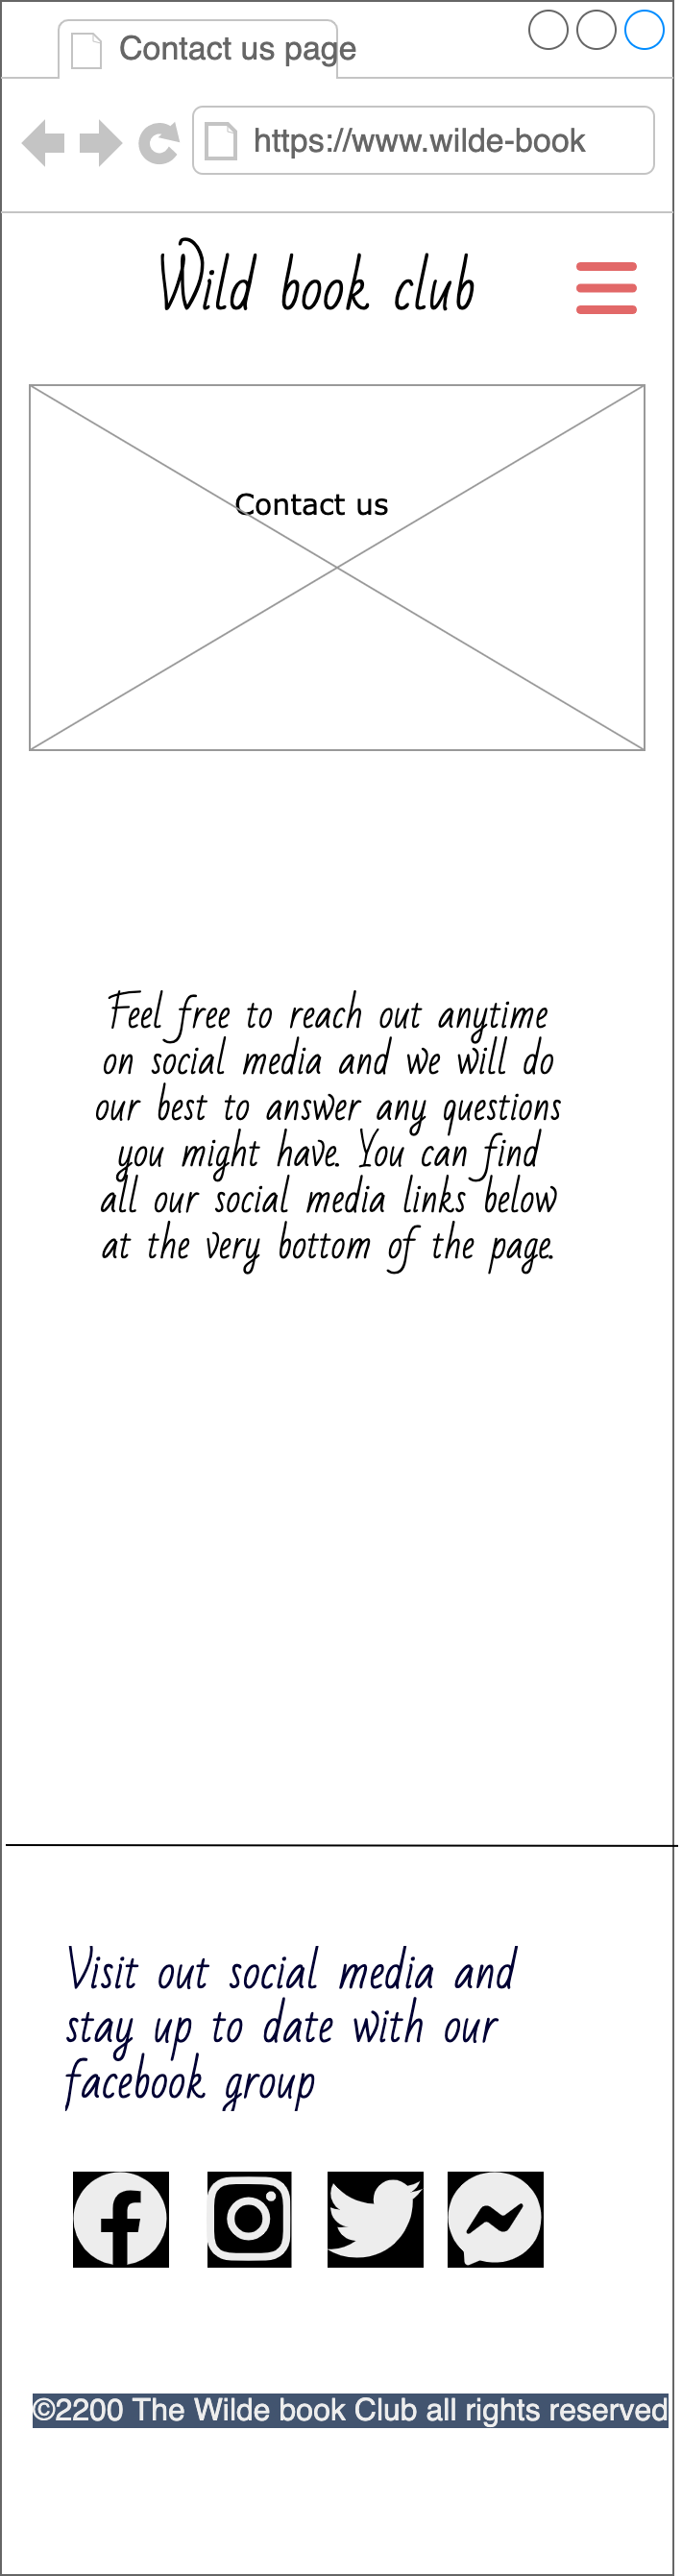 Contact us page
https://www.wilde-book
Wild book club
Contact us
Feel free to reach out anytime
on social media and we will do
our best to answer any questions
you might have. You can find
all our social media links below
at the very bottom of the page.
Visit out social media and
stay up to date with our
facebook group
©2200 The Wilde book Club all rights reserved